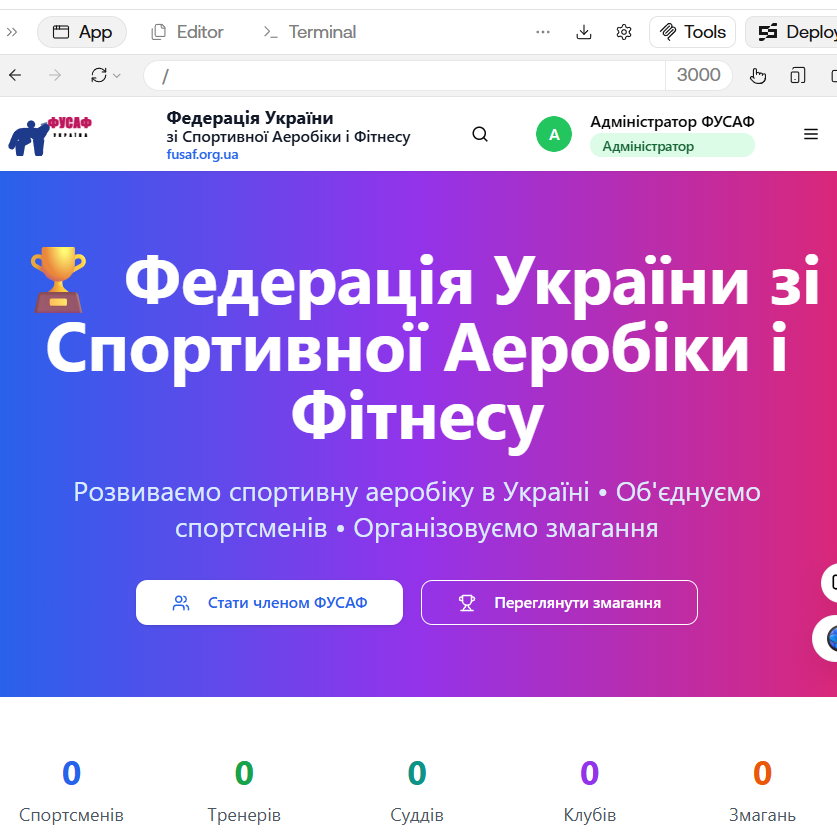 App Editor Terminal Tools Deploy
/ 3000
ФУСАФ
УКРАЇНА
Федерація України
зі Спортивної Аеробіки і Фітнесу
fusaf.org.ua
A
Адміністратор ФУСАФ
Адміністратор
Федерація України зі
Спортивної Аеробіки і
Фітнесу
Розвиваємо спортивну аеробіку в Україні • Об'єднуємо
спортсменів • Організовуємо змагання
Стати членом ФУСАФ Переглянути змагання
0 0 0 0 0
Спортсменів Тренерів Суддів Клубів Змагань